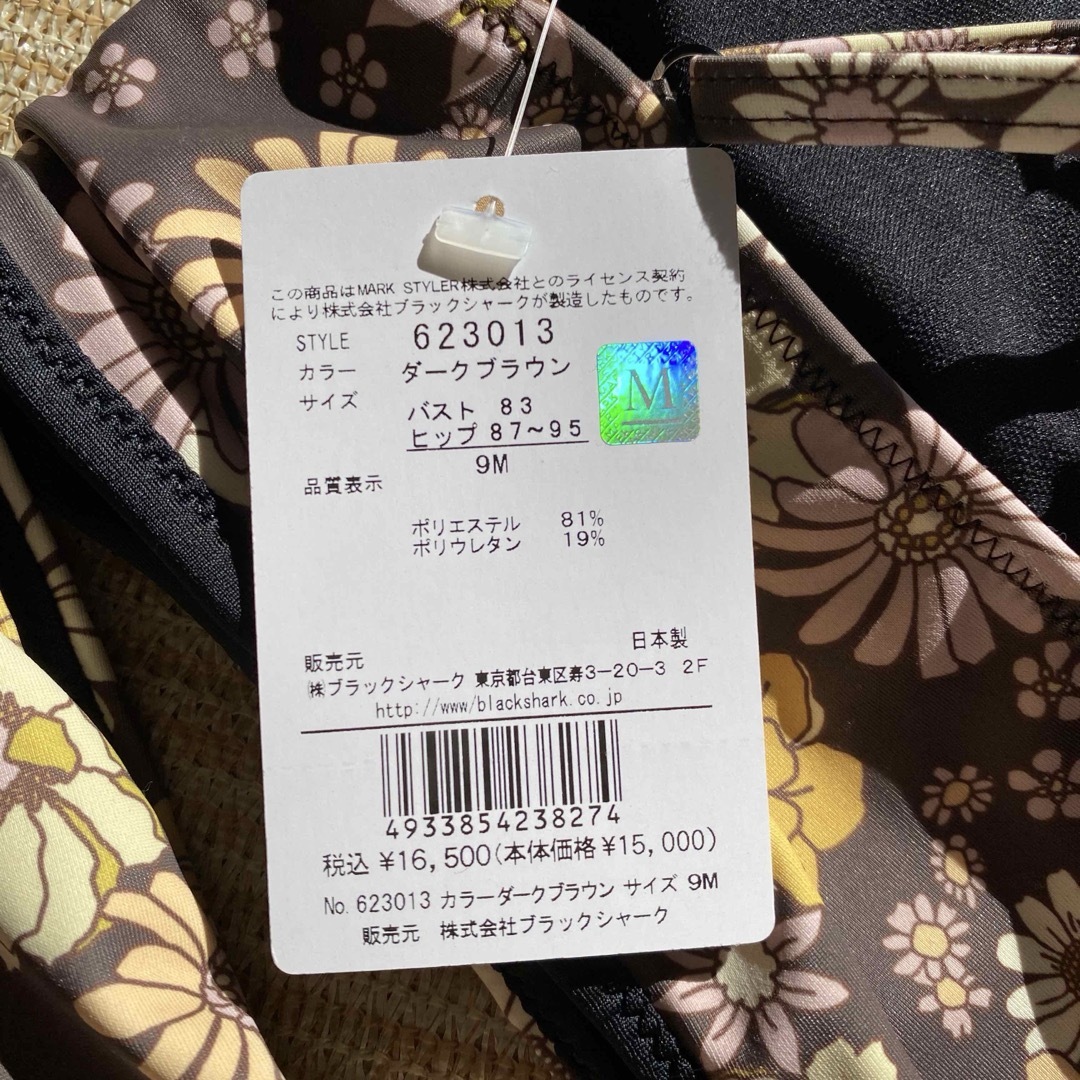 この商品はMARK STYLER株式会社とのライセンス契約
により株式会社ブラックシャークが製造したものです。
STYLE 623013
カラー ダークブラウン
サイズ
バスト 83
ヒップ 87~95
9M
M
品質表示
ポリエステル 81%
ポリウレタン 19%
日本製
販売元
㈱ブラックシャーク 東京都台東区寿3-20-3 2F
http://www/blackshark.co.jp
4933854238274
税込 ¥16,500(本体価格¥15,000)
No. 623013 カラーダークブラウン サイズ 9M
販売元 株式会社ブラックシャーク